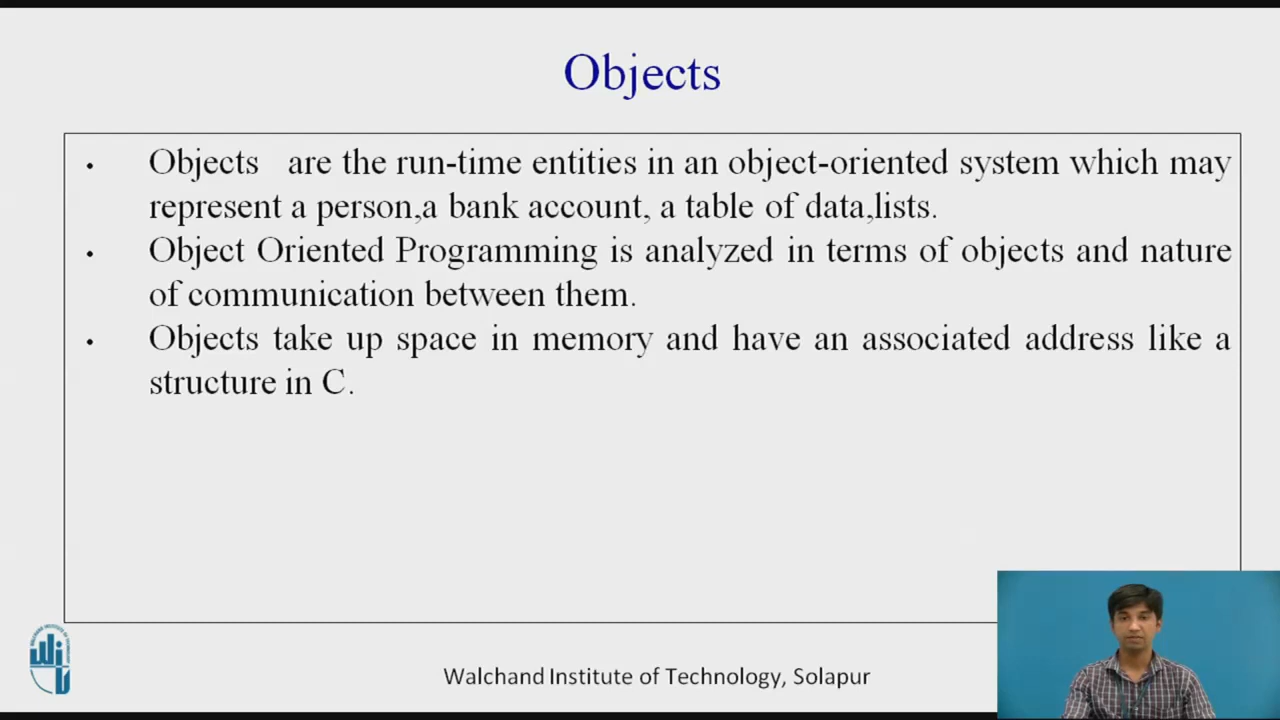 Objects
• Objects are the run-time entities in an object-oriented system which may
represent a person,a bank account, a table of data,lists.
• Object Oriented Programming is analyzed in terms of objects and nature
of communication between them.
• Objects take up space in memory and have an associated address like a
structure in C.
Walchand Institute of Technology, Solapur